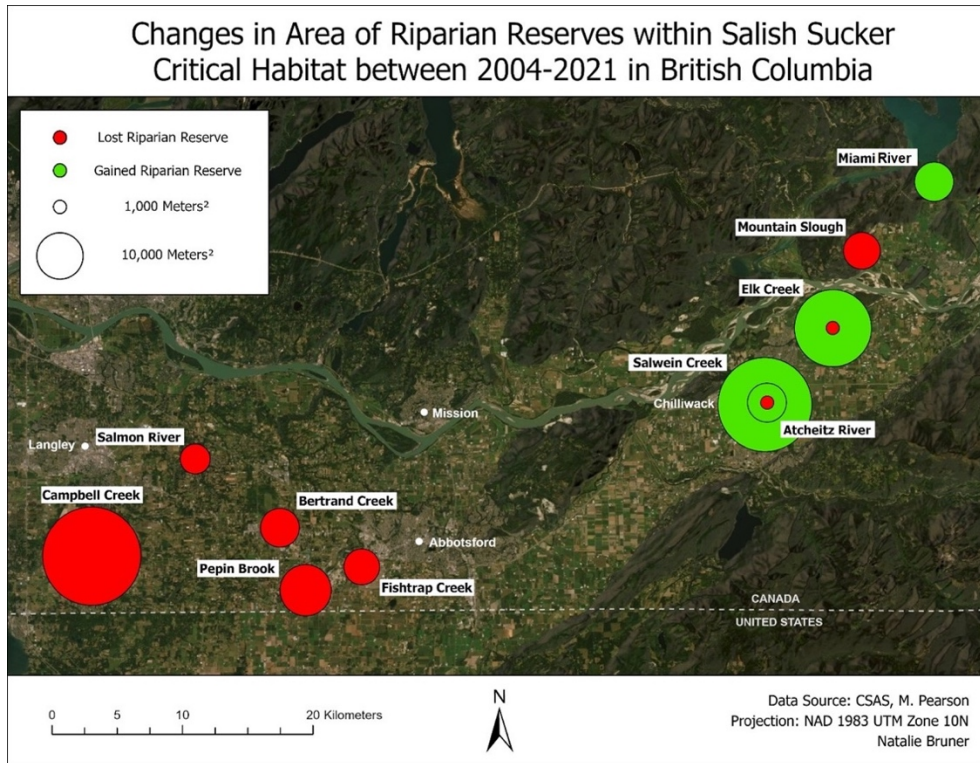 Changes in Area of Riparian Reserves within Salish Sucker
Critical Habitat between 2004-2021 in British Columbia
Lost Riparian Reserve
Gained Riparian Reserve
1,000 Meters²
10,000 Meters²
Miami River
Mountain Slough
Elk Creek
Salwein Creek
Chilliwack
Atcheitz River
Mission
Langley
Salmon River
Campbell Creek
Bertrand Creek
Abbotsford
Pepin Brook
Fishtrap Creek
CANADA
UNITED STATES
N
0 5 10 20 Kilometers
Data Source: CSAS, M. Pearson
Projection: NAD 1983 UTM Zone 10N
Natalie Bruner